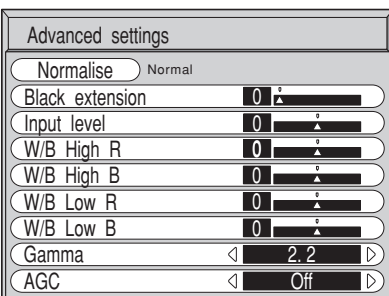 Advanced settings
Normalise Normal
Black extension 0
Input level 0
W/B High R 0
W/B High B 0
W/B Low R 0
W/B Low B 0
Gamma 2.2
AGC Off